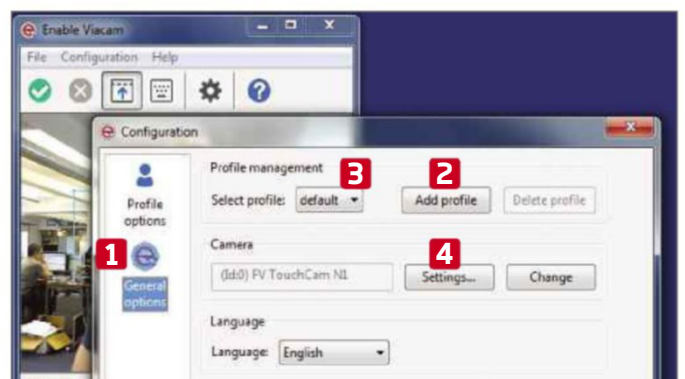 Enable Viacam
File Configuration Help
Configuration
Profile management
3 2
Select profile: default Add profile Delete profile
Profile
options
Camera
1 4
(Id:0) FV TouchCam N1 Settings... Change
General
options
Language
Language: English